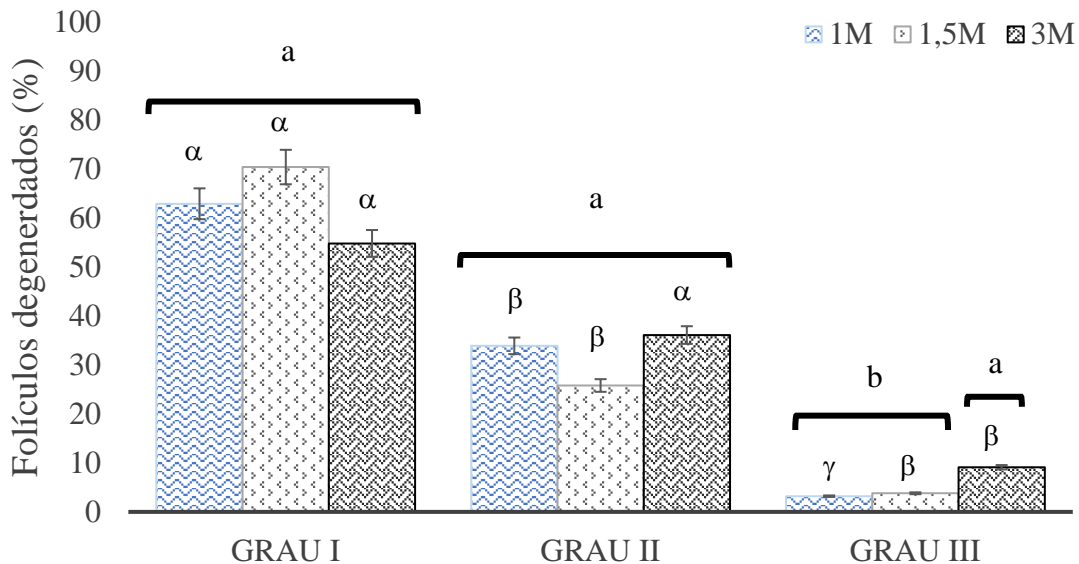 Folículos degenerdados (%)
100
90
80
70
60
50
40
30
20
10
0
1M 1,5M 3M
a
α α α
a
β β α
b a
γ β β
GRAU I GRAU II GRAU III